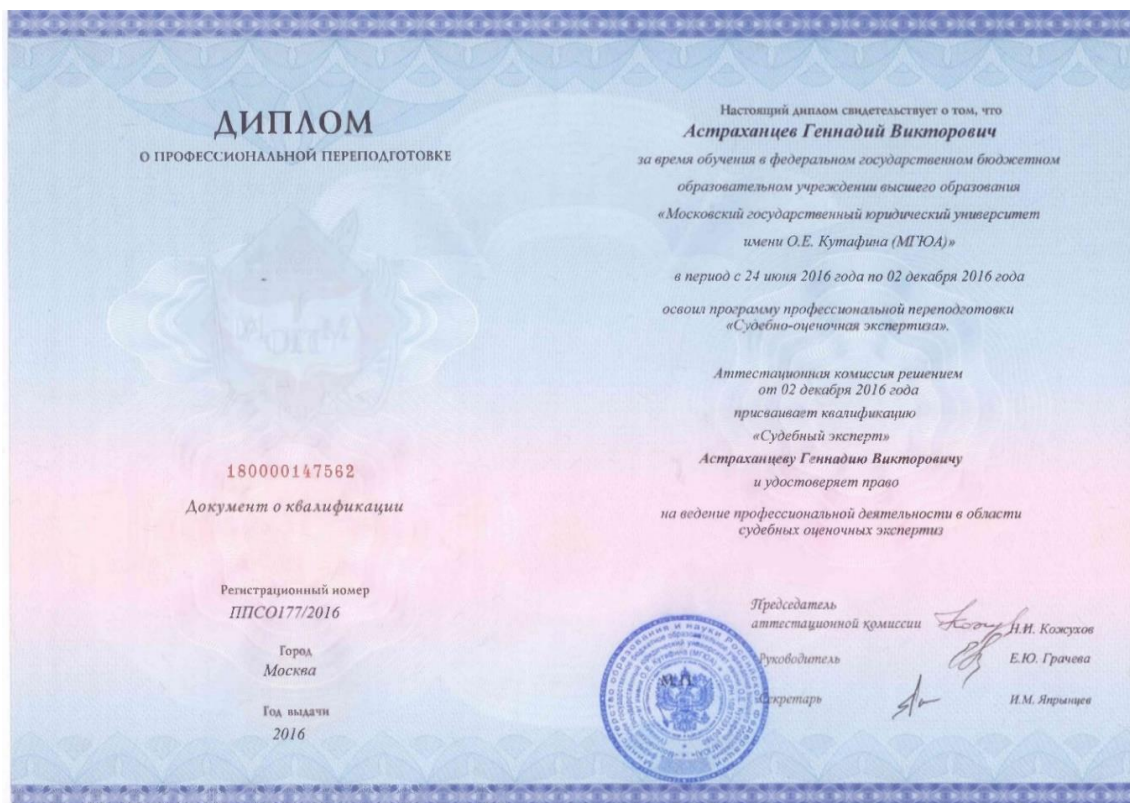 ДИПЛОМ
О ПРОФЕССИОНАЛЬНОЙ ПЕРЕПОДГОТОВКЕ
180000147562
Документ о квалификации
Регистрационный номер
ППСО177/2016
Город
Москва
Год выдачи
2016
Настоящий диплом свидетельствует о том, что
Астраханцев Геннадий Викторович
за время обучения в федеральном государственном бюджетном
образовательном учреждении высшего образования
«Московский государственный юридический университет
имени О.Е. Кутафина (МГЮА)»
в период с 24 июня 2016 года по 02 декабря 2016 года
освоил программу профессиональной переподготовки
«Судебно-оценочная экспертиза».
Аттестационная комиссия решением
от 02 декабря 2016 года
присваивает квалификацию
«Судебный эксперт»
Астраханцеву Геннадию Викторовичу
и удостоверяет право
на ведение профессиональной деятельности в области
судебных оценочных экспертиз
Председатель
аттестационной комиссии
Н.И. Кожухов
Руководитель
Е.Ю. Грачева
М.П.
Секретарь
И.М. Япрынцев